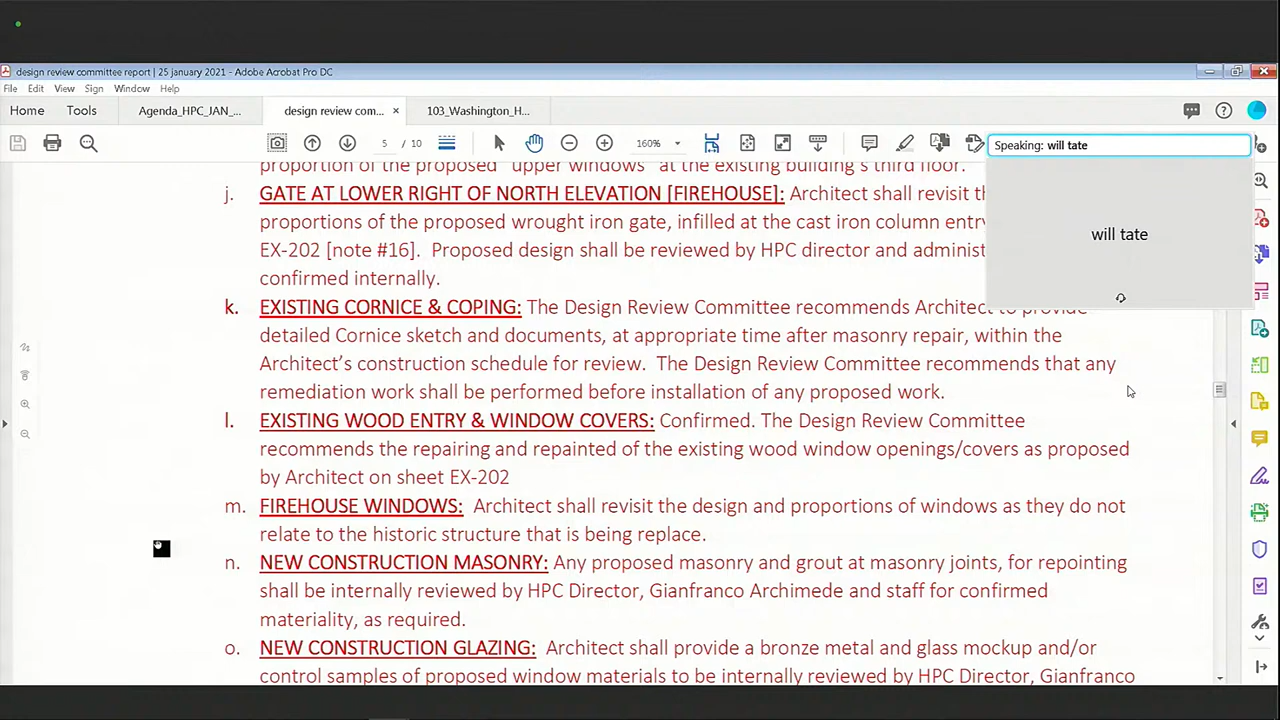 design review committee report | 25 january 2021 - Adobe Acrobat Pro DC
File Edit View Sign Window Help
Home Tools Agenda_HPC_JAN_... design review com... × 103_Washington_H...
5 / 10 160%
Speaking: will tate
will tate
proportion of the proposed "upper windows" at the existing building's third floor.
j. GATE AT LOWER RIGHT OF NORTH ELEVATION [FIREHOUSE]: Architect shall revisit th
proportions of the proposed wrought iron gate, infilled at the cast iron column entry
EX-202 [note #16]. Proposed design shall be reviewed by HPC director and administ
confirmed internally.
k. EXISTING CORNICE & COPING: The Design Review Committee recommends Architect to provide
detailed Cornice sketch and documents, at appropriate time after masonry repair, within the
Architect's construction schedule for review. The Design Review Committee recommends that any
remediation work shall be performed before installation of any proposed work.
l. EXISTING WOOD ENTRY & WINDOW COVERS: Confirmed. The Design Review Committee
recommends the repairing and repainted of the existing wood window openings/covers as proposed
by Architect on sheet EX-202
m. FIREHOUSE WINDOWS: Architect shall revisit the design and proportions of windows as they do not
relate to the historic structure that is being replace.
n. NEW CONSTRUCTION MASONRY: Any proposed masonry and grout at masonry joints, for repointing
shall be internally reviewed by HPC Director, Gianfranco Archimede and staff for confirmed
materiality, as required.
o. NEW CONSTRUCTION GLAZING: Architect shall provide a bronze metal and glass mockup and/or
control samples of proposed window materials to be internally reviewed by HPC Director, Gianfranco